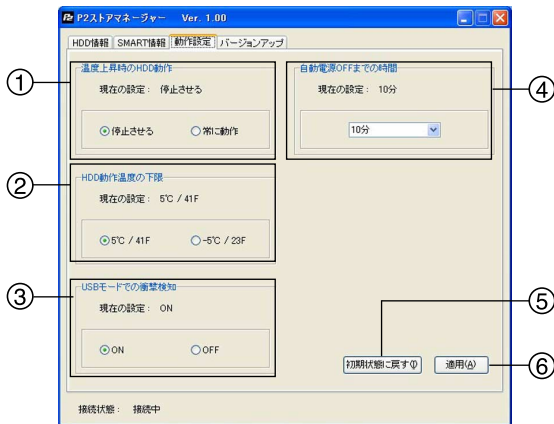 P2ストアマネージャー Ver. 1.00
HDD情報 SMART情報 動作設定 バージョンアップ
① 温度上昇時のHDD動作
現在の設定： 停止させる
停止させる 常に動作
② HDD動作温度の下限
現在の設定： 5℃ / 41F
5℃ / 41F -5℃ / 23F
③ USBモードでの衝撃検知
現在の設定： ON
ON OFF
自動電源OFFまでの時間 ④
現在の設定： 10分
10分
⑤
初期状態に戻す(I) 適用(A) ⑥
接続状態： 接続中